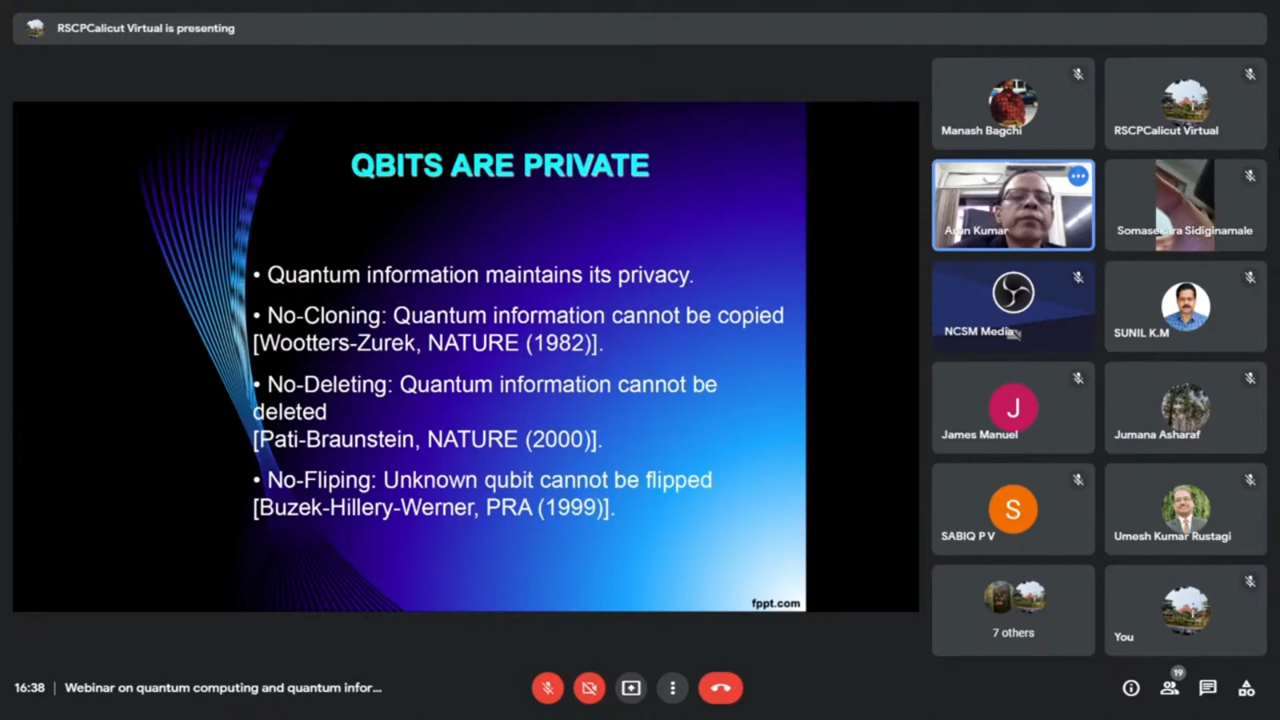 RSCPCalicut Virtual is presenting
QBITS ARE PRIVATE
• Quantum information maintains its privacy.
• No-Cloning: Quantum information cannot be copied
[Wootters-Zurek, NATURE (1982)].
• No-Deleting: Quantum information cannot be
deleted
[Pati-Braunstein, NATURE (2000)].
• No-Fliping: Unknown qubit cannot be flipped
[Buzek-Hillery-Werner, PRA (1999)].
fppt.com
Manash Bagchi
RSCPCalicut Virtual
Arun Kumar
Somasekara Sidiginamale
NCSM Media
SUNIL K.M
J
James Manuel
Jumana Asharaf
S
SABIQ P V
Umesh Kumar Rustagi
7 others
You
16:38 | Webinar on quantum computing and quantum infor...
19